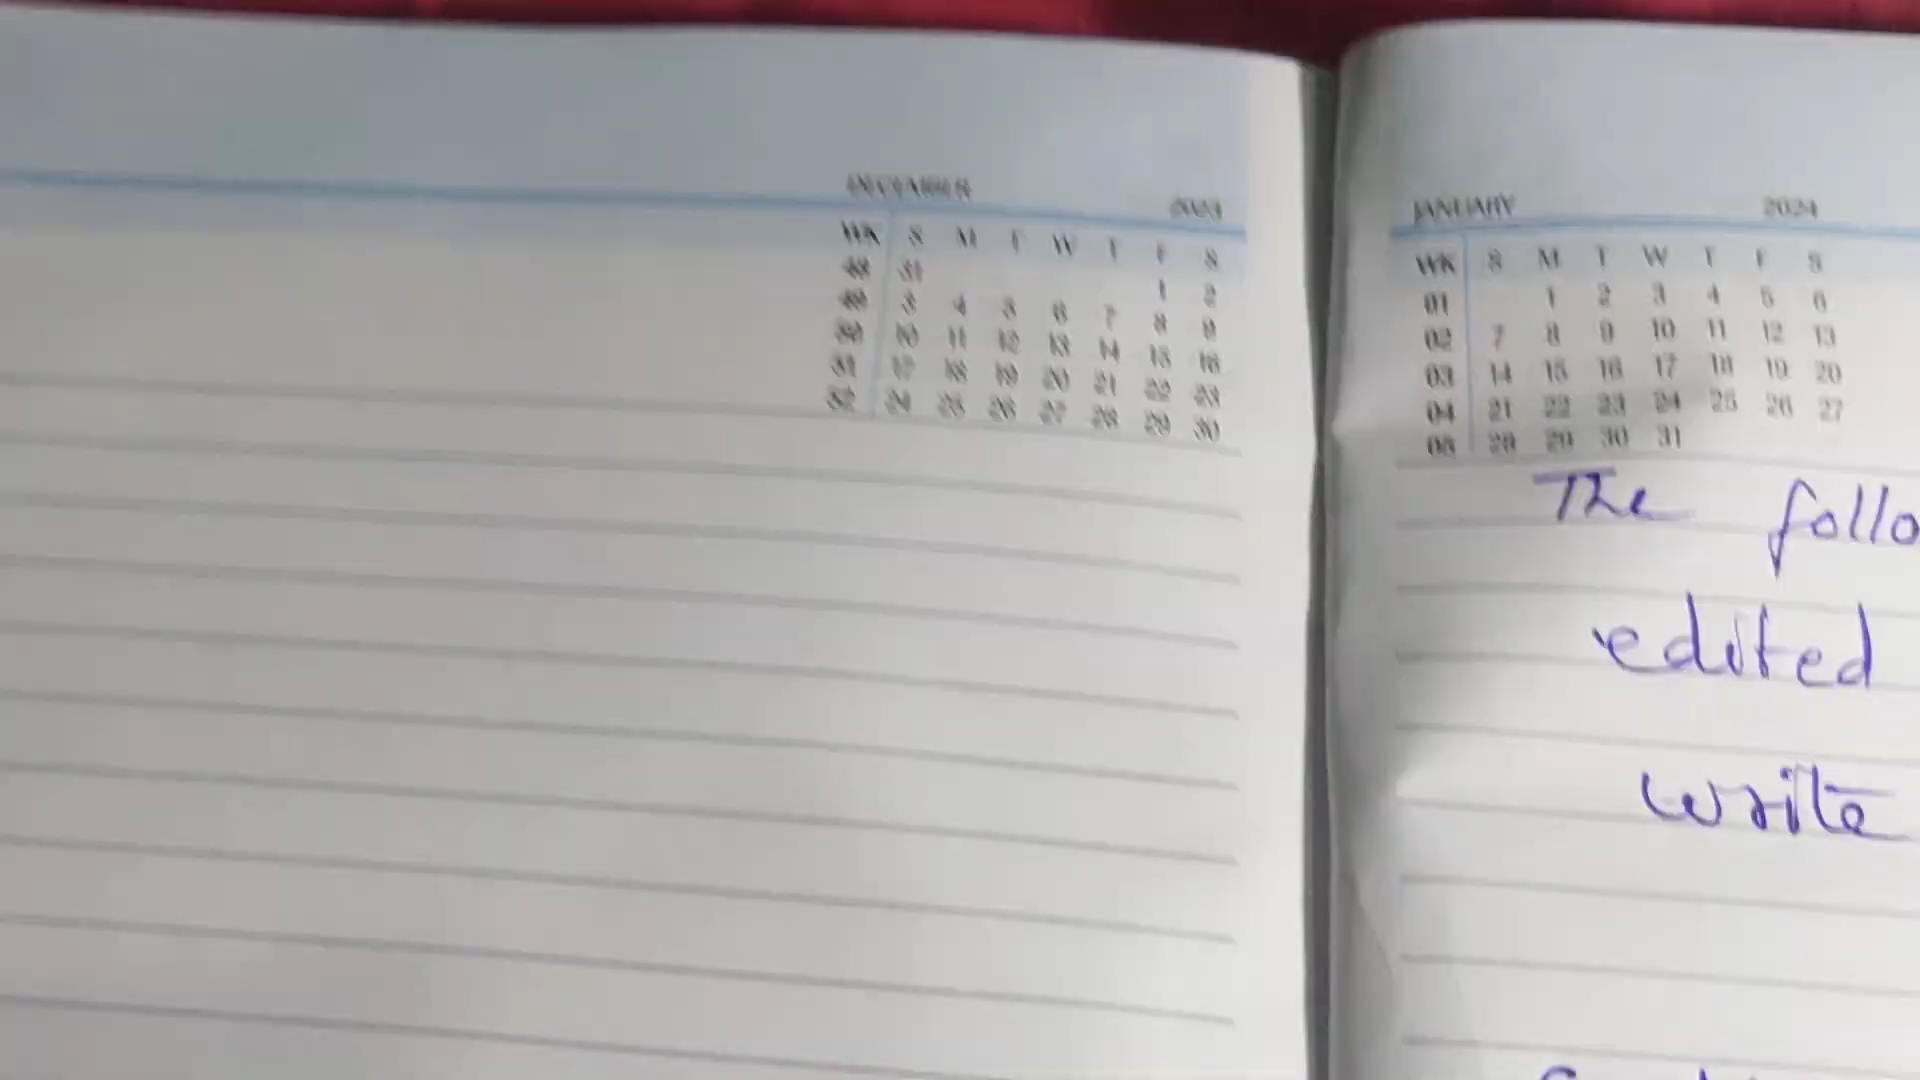 DECEMBER 2023
WK S M T W T F S
48 31 1 2
49 3 4 5 6 7 8 9
50 10 11 12 13 14 15 16
51 17 18 19 20 21 22 23
52 24 25 26 27 28 29 30
JANUARY 2024
WK S M T W T F S
01 1 2 3 4 5 6
02 7 8 9 10 11 12 13
03 14 15 16 17 18 19 20
04 21 22 23 24 25 26 27
05 28 29 30 31
The follo
edited
write